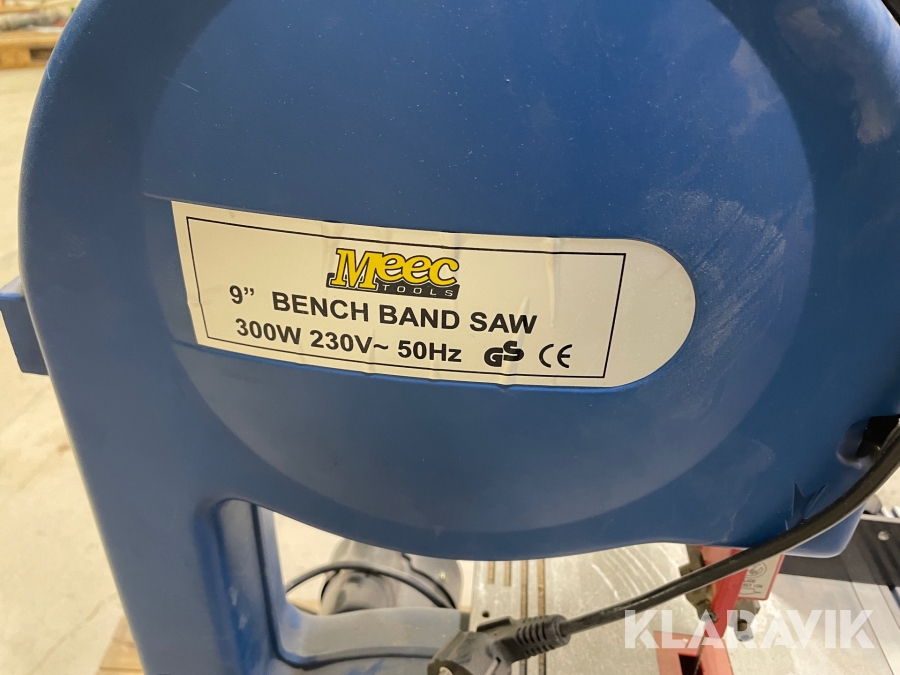 Meec
TOOLS
9” BENCH BAND SAW
300W 230V~ 50Hz GS CE
KLARAVIK